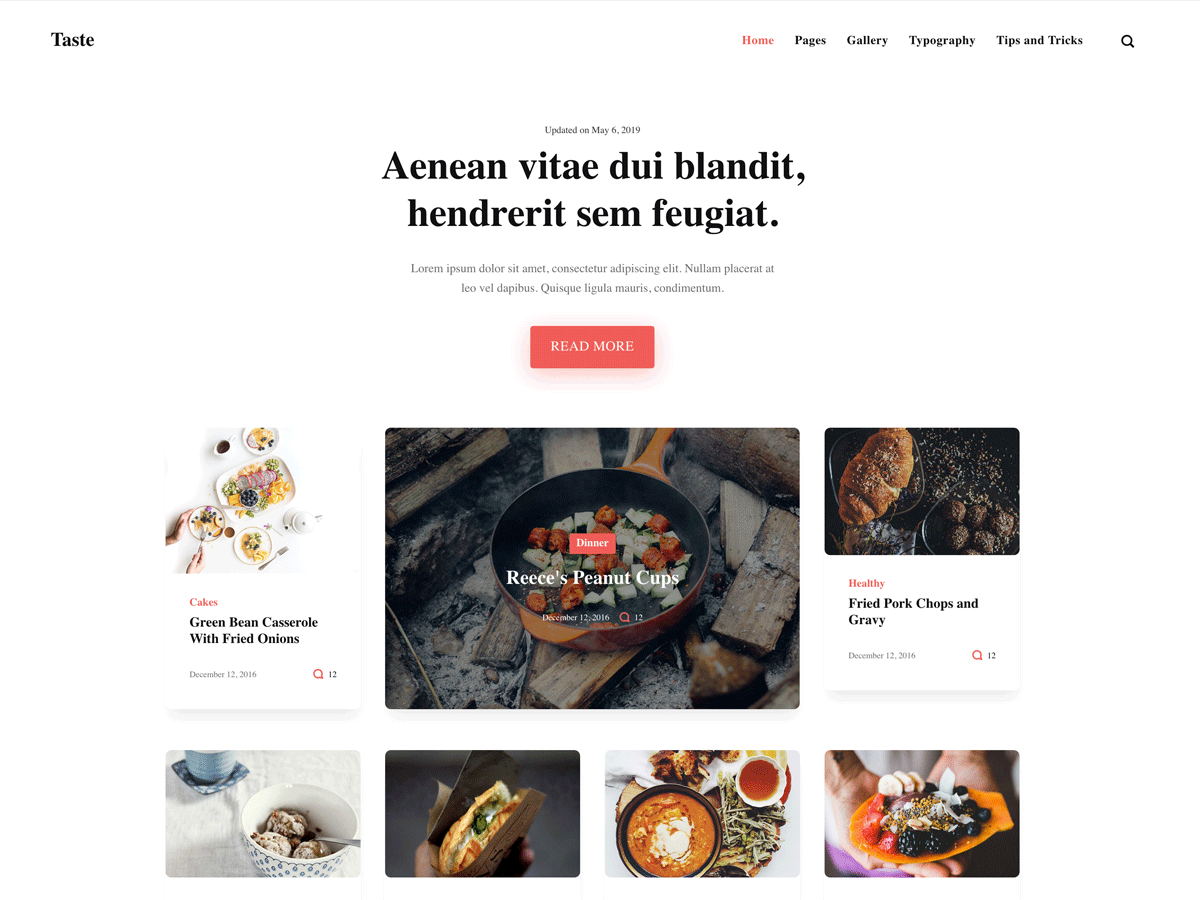 Taste
Home Pages Gallery Typography Tips and Tricks
Updated on May 6, 2019
Aenean vitae dui blandit,
hendrerit sem feugiat.
Lorem ipsum dolor sit amet, consectetur adipiscing elit. Nullam placerat at
leo vel dapibus. Quisque ligula mauris, condimentum.
READ MORE
Cakes
Green Bean Casserole
With Fried Onions
December 12, 2016 12
Dinner
Reece's Peanut Cups
December 12, 2016 12
Healthy
Fried Pork Chops and
Gravy
December 12, 2016 12